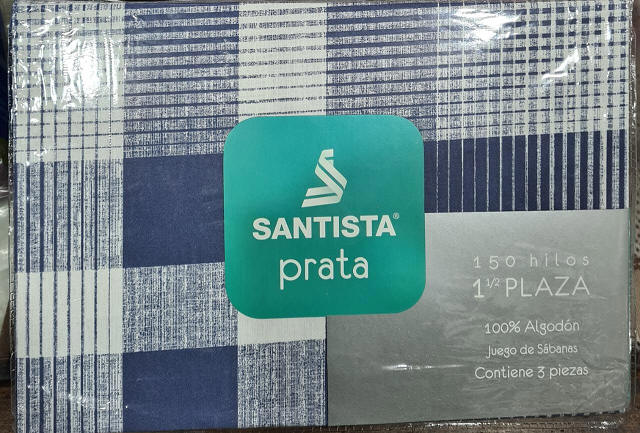 SANTISTA®
prata
150 hilos
1 1/2 PLAZA
100% Algodón
Juego de Sábanas
Contiene 3 piezas